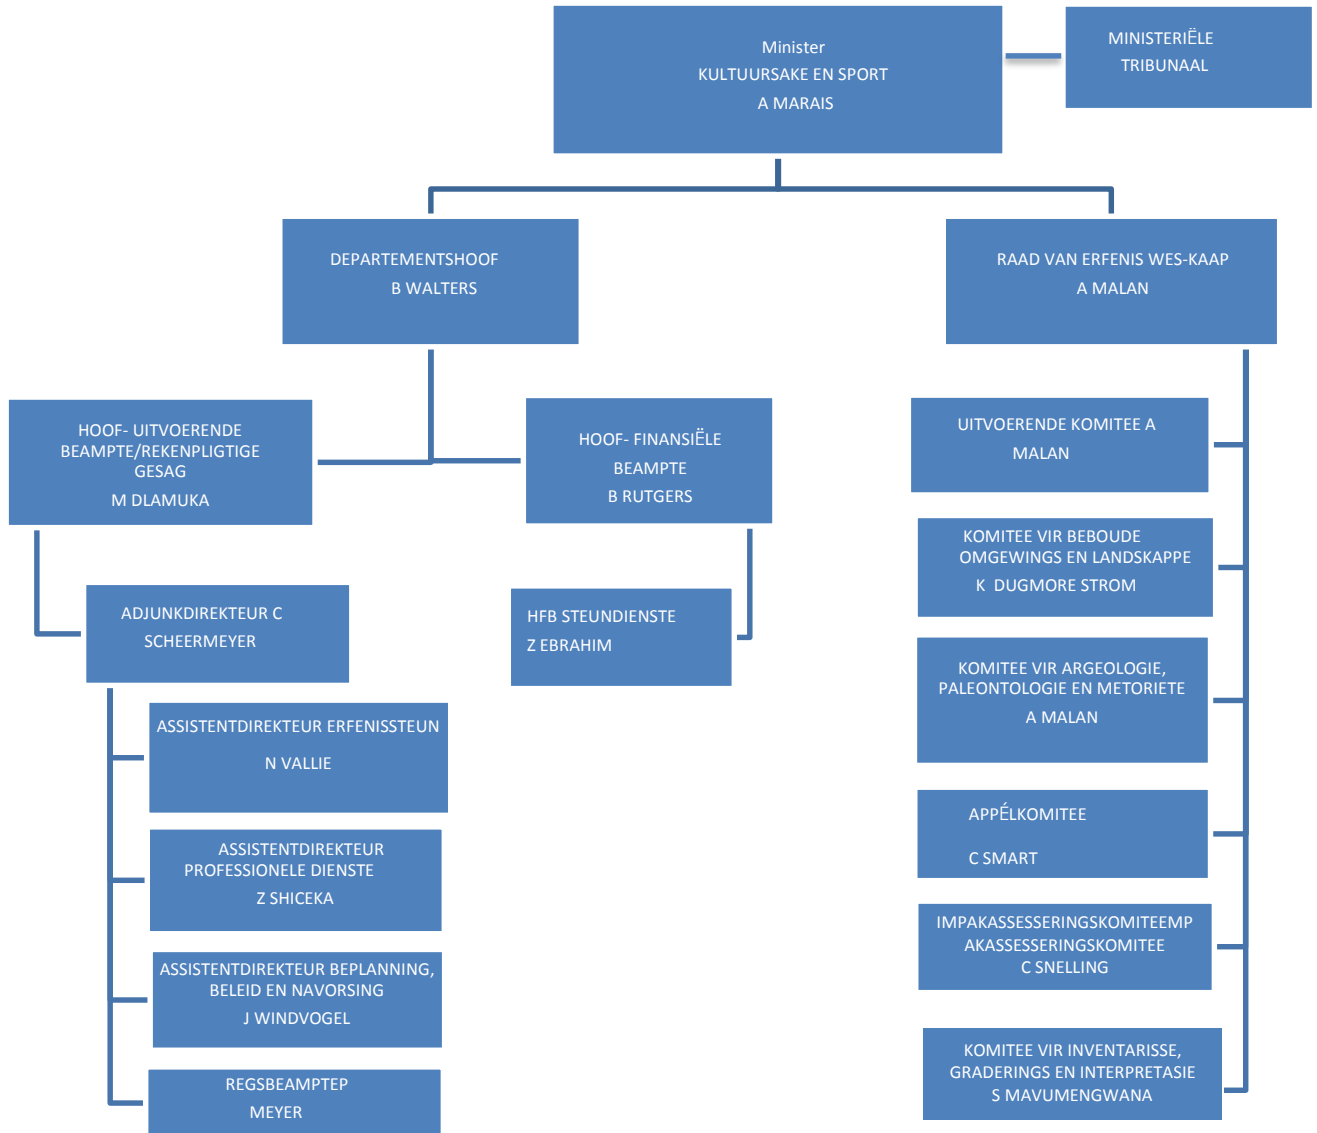 Minister
KULTUURSAKE EN SPORT
A MARAIS
MINISTERIËLE
TRIBUNAAL
DEPARTEMENTSHOOF
B WALTERS
RAAD VAN ERFENIS WES-KAAP
A MALAN
HOOF- UITVOERENDE
BEAMPTE/REKENPLIGTIGE
GESAG
M DLAMUKA
HOOF- FINANSIËLE
BEAMPTE
B RUTGERS
ADJUNKDIREKTEUR C
SCHEERMEYER
HFB STEUNDIENSTE
Z EBRAHIM
ASSISTENTDIREKTEUR ERFENISSTEUN
N VALLIE
ASSISTENTDIREKTEUR
PROFESSIONELE DIENSTE
Z SHICEKA
ASSISTENTDIREKTEUR BEPLANNING,
BELEID EN NAVORSING
J WINDVOGEL
REGSBEAMPTEP
MEYER
UITVOERENDE KOMITEE A
MALAN
KOMITEE VIR BEBOUDE
OMGEWINGS EN LANDSKAPPE
K DUGMORE STROM
KOMITEE VIR ARGEOLOGIE,
PALEONTOLOGIE EN METORIETE
A MALAN
APPÉLKOMITEE
C SMART
IMPAKASSESSERINGSKOMITEEMP
AKASSESSERINGSKOMITEE
C SNELLING
KOMITEE VIR INVENTARISSE,
GRADERINGS EN INTERPRETASIE
S MAVUMENGWANA